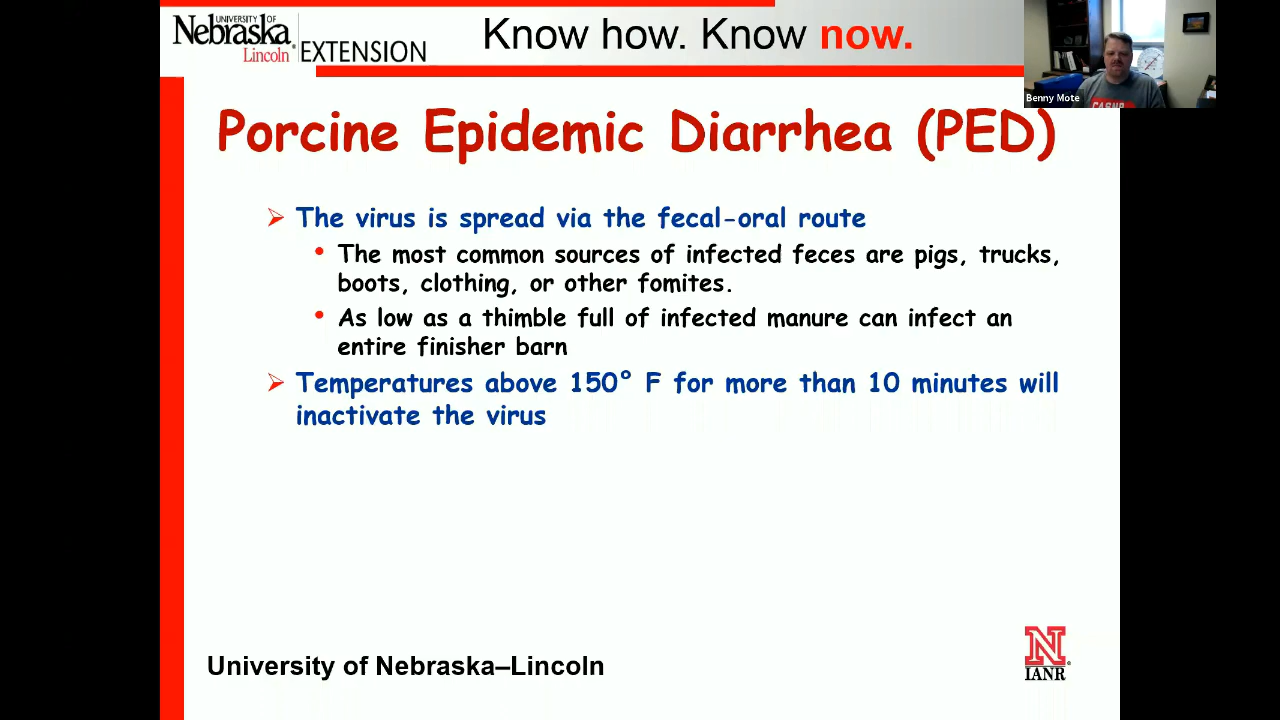 UNIVERSITY OF
Nebraska
Lincoln
EXTENSION
Know how. Know now.
Benny Mote
CASNR
Porcine Epidemic Diarrhea (PED)
The virus is spread via the fecal-oral route
The most common sources of infected feces are pigs, trucks,
boots, clothing, or other fomites.
As low as a thimble full of infected manure can infect an
entire finisher barn
Temperatures above 150° F for more than 10 minutes will
inactivate the virus
University of Nebraska–Lincoln
N
IANR